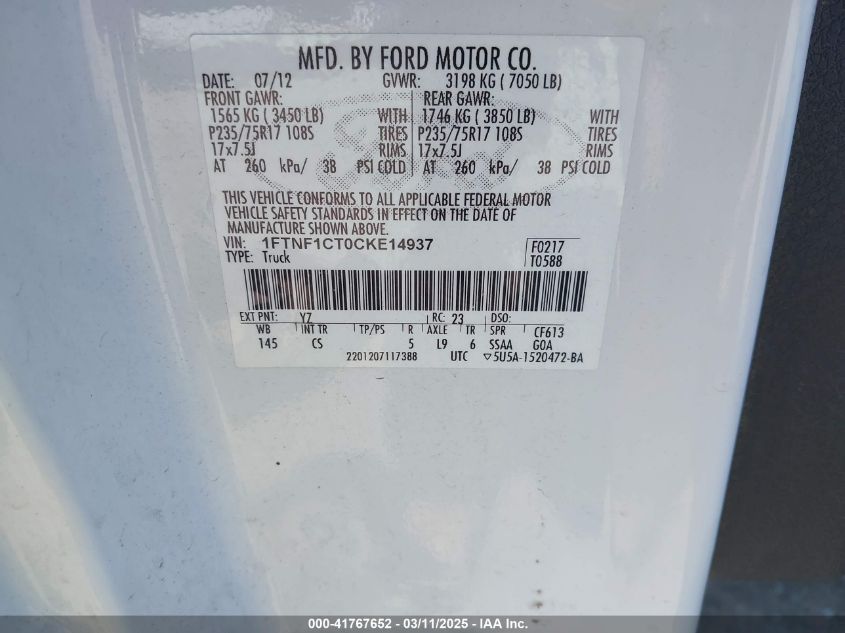 MFD. BY FORD MOTOR CO.
DATE: 07/12 GVWR: 3198 KG ( 7050 LB)
FRONT GAWR: REAR GAWR:
1565 KG ( 3450 LB) WITH 1746 KG ( 3850 LB) WITH
P235/75R17 108S TIRES P235/75R17 108S TIRES
17x7.5J RIMS 17x7.5J RIMS
AT 260 kPa/ 38 PSI COLD AT 260 kPa/ 38 PSI COLD
THIS VEHICLE CONFORMS TO ALL APPLICABLE FEDERAL MOTOR
VEHICLE SAFETY STANDARDS IN EFFECT ON THE DATE OF
MANUFACTURE SHOWN ABOVE.
VIN: 1FTNF1CT0CKE14937 F0217
TYPE: Truck T0588
EXT PNT: YZ RC: 23 DSO:
WB INT TR TP/PS R AXLE TR SPR CF613
145 CS 5 L9 6 SSAA GOA
2201207117388 UTC ▽5U5A-1520472-BA
000-41767652 - 03/11/2025 - IAA Inc.